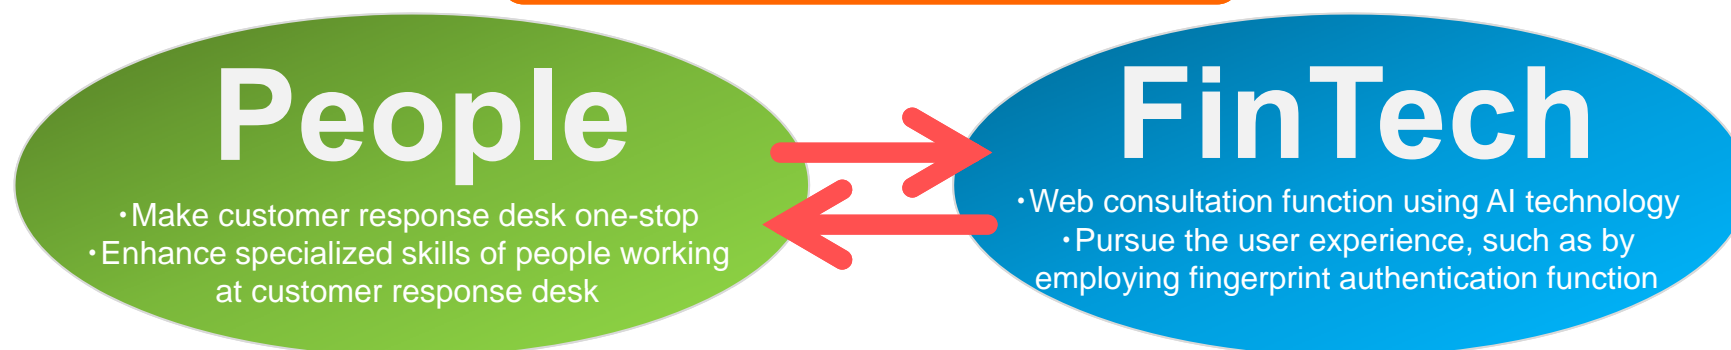 People
・Make customer response desk one-stop
・Enhance specialized skills of people working
at customer response desk
FinTech
・Web consultation function using AI technology
・Pursue the user experience, such as by
employing fingerprint authentication function